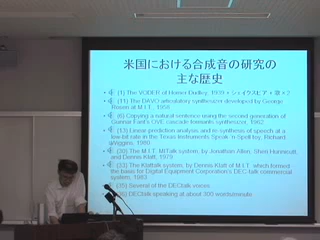 米国における合成音の研究の
主な歴史
(1) The VODER of Homer Dudley, 1939
(11) The DAVO articulatory synthesizer developed by George
Rosen at M.I.T., 1958
(6) Copying a natural sentence using the second generation of
Gunnar Fant's OVE cascade formant synthesizer, 1962
(13) Linear prediction analysis and re-synthesis of speech at a
low-bit rate in the Texas Instruments Speak 'n Spell toy, Richard
Wiggins, 1980
(30) The M.I.T. MITalk system, by Jonathan Allen, Sheri Hunnicutt, and
Dennis Klatt, 1979
(33) The Klattalk system, by Dennis Klatt of M.I.T. which formed
the basis for Digital Equipment Corporation's DECtalk commercial
system, 1983
(35) Several of the DECtalk voices
(36) DECtalk speaking at about 300 words/minute